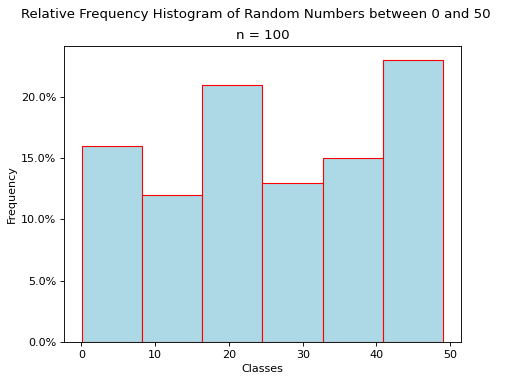 Relative Frequency Histogram of Random Numbers between 0 and 50
n = 100
20.0%
15.0%
10.0%
5.0%
0.0%
Frequency
0 10 20 30 40 50
Classes